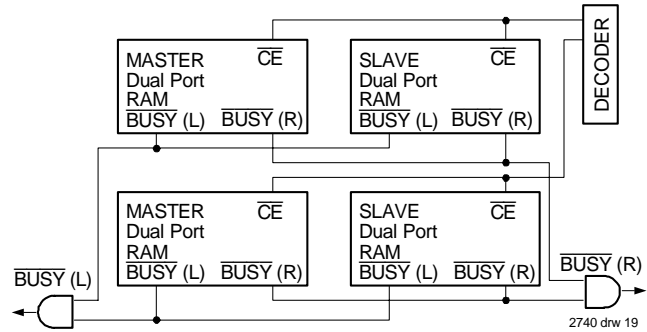 MASTER
Dual Port
RAM
CE
BUSY (L) BUSY (R)
SLAVE
Dual Port
RAM
CE
BUSY (L) BUSY (R)
DECODER
MASTER
Dual Port
RAM
CE
BUSY (L) BUSY (R)
SLAVE
Dual Port
RAM
CE
BUSY (L) BUSY (R)
BUSY (L)
BUSY (R)
2740 drw 19